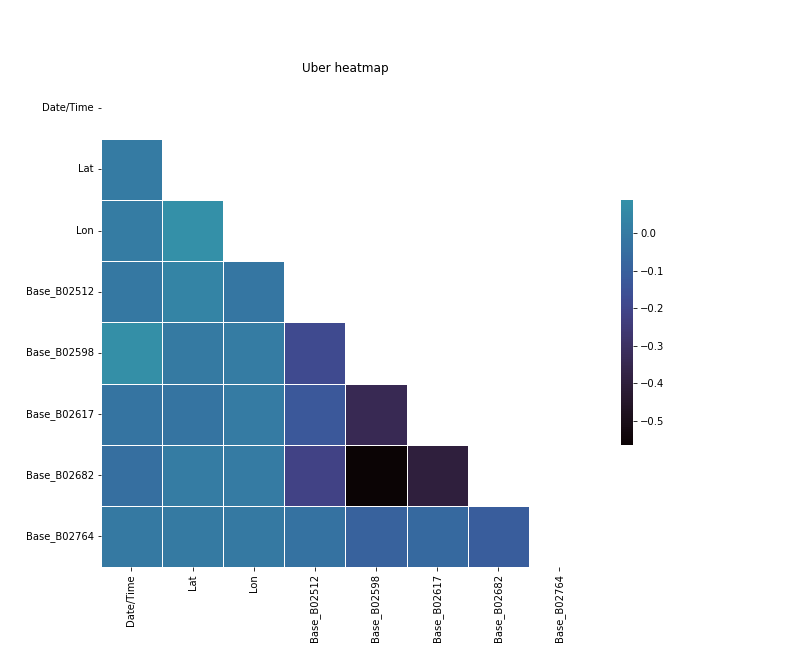 Uber heatmap
Date/Time
Lat
Lon
Base_B02512
Base_B02598
Base_B02617
Base_B02682
Base_B02764
Date/Time
Lat
Lon
Base_B02512
Base_B02598
Base_B02617
Base_B02682
Base_B02764
0.0
−0.1
−0.2
−0.3
−0.4
−0.5